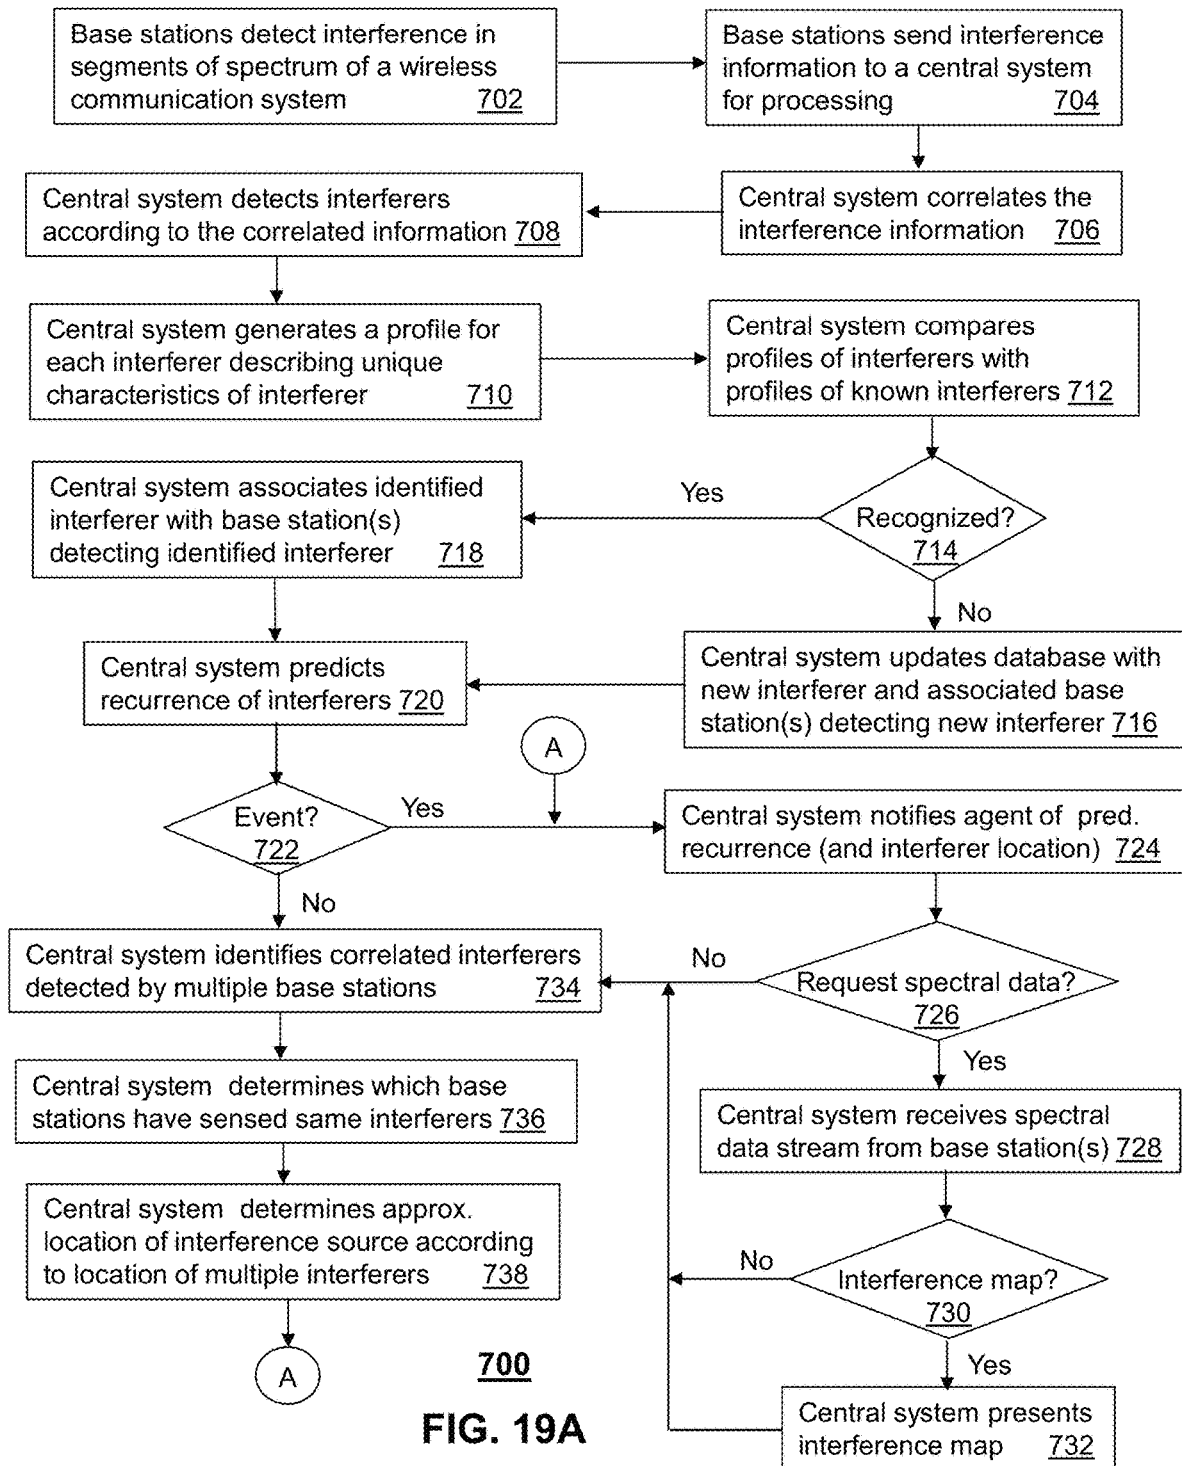 Base stations detect interference in
segments of spectrum of a wireless
communication system 702
Base stations send interference
information to a central system
for processing 704
Central system correlates the
interference information 706
Central system detects interferers
according to the correlated information 708
Central system generates a profile for
each interferer describing unique
characteristics of interferer 710
Central system compares
profiles of interferers with
profiles of known interferers 712
Recognized?
714
Yes
No
Central system associates identified
interferer with base station(s)
detecting identified interferer 718
Central system updates database with
new interferer and associated base
station(s) detecting new interferer 716
Central system predicts
recurrence of interferers 720
A
Event?
722
Yes
No
Central system notifies agent of pred.
recurrence (and interferer location) 724
Request spectral data?
726
No
Yes
Central system identifies correlated interferers
detected by multiple base stations 734
Central system determines which base
stations have sensed same interferers 736
Central system receives spectral
data stream from base station(s) 728
Central system determines approx.
location of interference source according
to location of multiple interferers 738
Interference map?
730
No
Yes
A
Central system presents
interference map 732
700
FIG. 19A